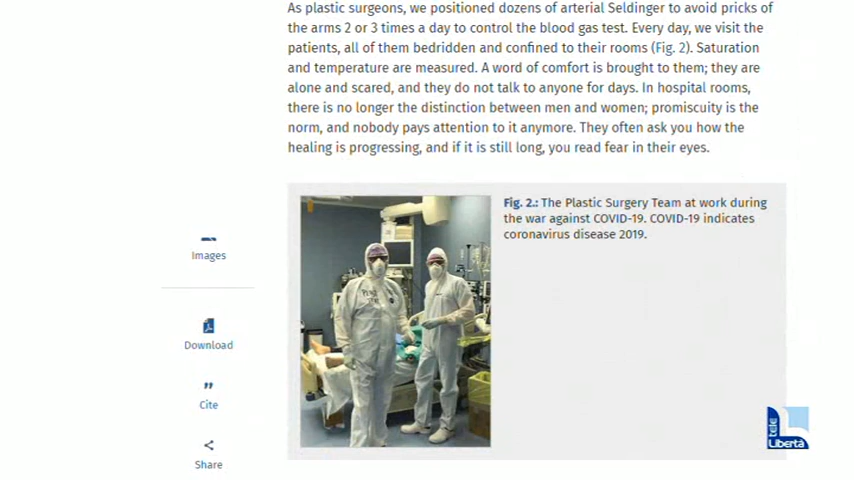 As plastic surgeons, we positioned dozens of arterial Seldinger to avoid pricks of
the arms 2 or 3 times a day to control the blood gas test. Every day, we visit the
patients, all of them bedridden and confined to their rooms (Fig. 2). Saturation
and temperature are measured. A word of comfort is brought to them; they are
alone and scared, and they do not talk to anyone for days. In hospital rooms,
there is no longer the distinction between men and women; promiscuity is the
norm, and nobody pays attention to it anymore. They often ask you how the
healing is progressing, and if it is still long, you read fear in their eyes.
Fig. 2.: The Plastic Surgery Team at work during
the war against COVID-19. COVID-19 indicates
coronavirus disease 2019.
Images
Download
Cite
Share
tele
Libertà